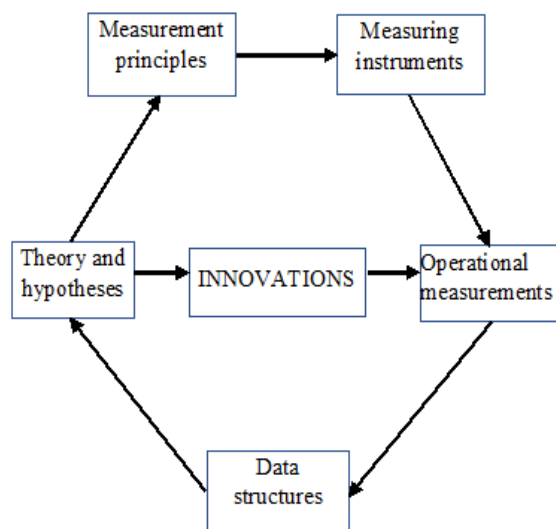 Measurement
principles
Measuring
instruments
Theory and
hypotheses
INNOVATIONS
Operational
measurements
Data
structures